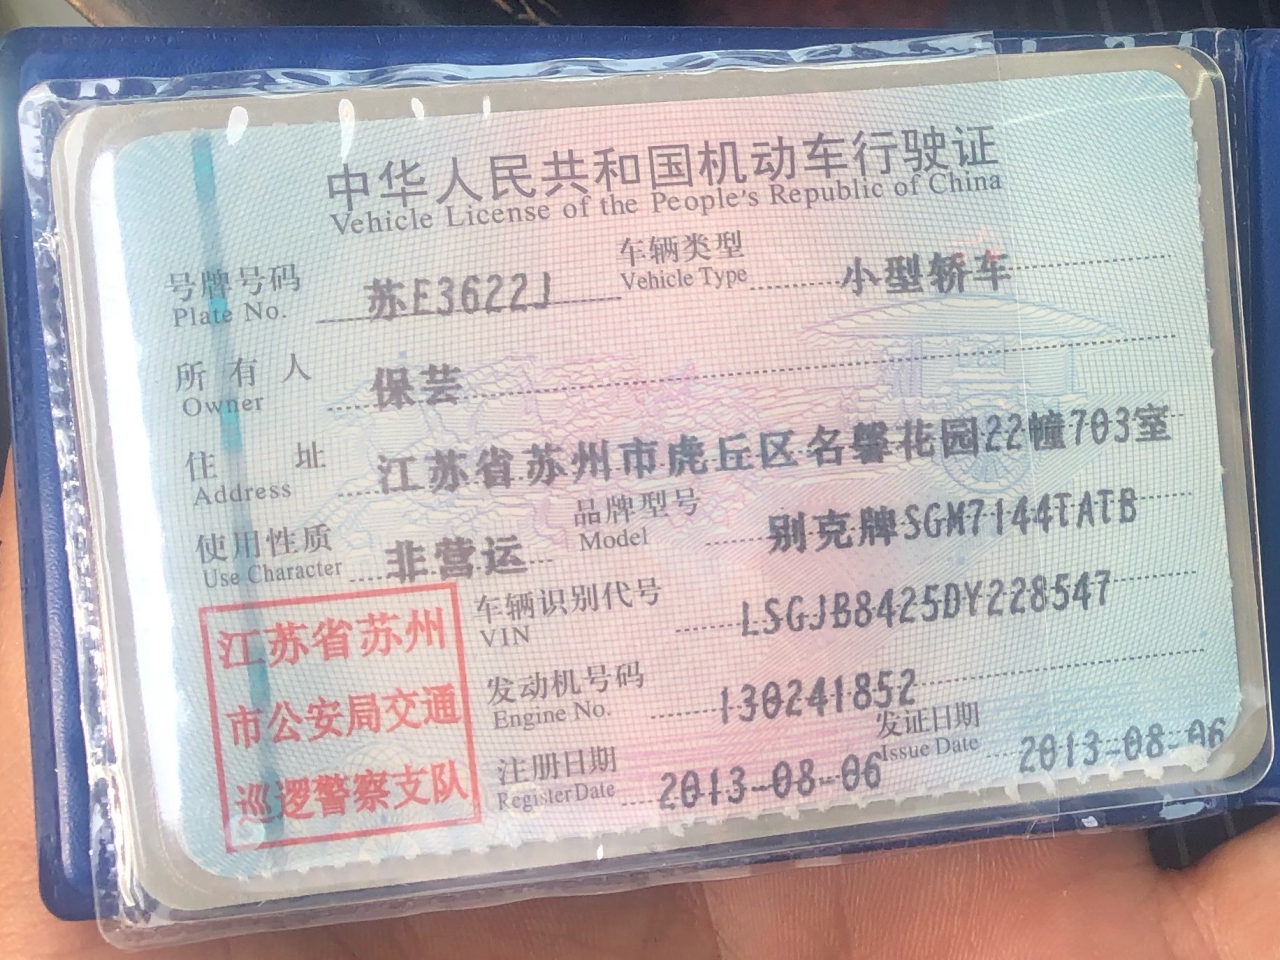 中华人民共和国机动车行驶证
Vehicle License of the People's Republic of China
号牌号码 苏E3622J 车辆类型 小型轿车
Plate No. Vehicle Type
所有人 保芸
Owner
住址 江苏省苏州市虎丘区名馨花园22幢703室
Address
使用性质 非营运 品牌型号 别克牌SGM7144TATB
Use Character Model
车辆识别代号 LSGJB8425DY228547
VIN
发动机号码 130241852
Engine No.
注册日期 2013-08-06 发证日期 2013-08-06
Register Date Issue Date
江苏省苏州
市公安局交通
巡逻警察支队